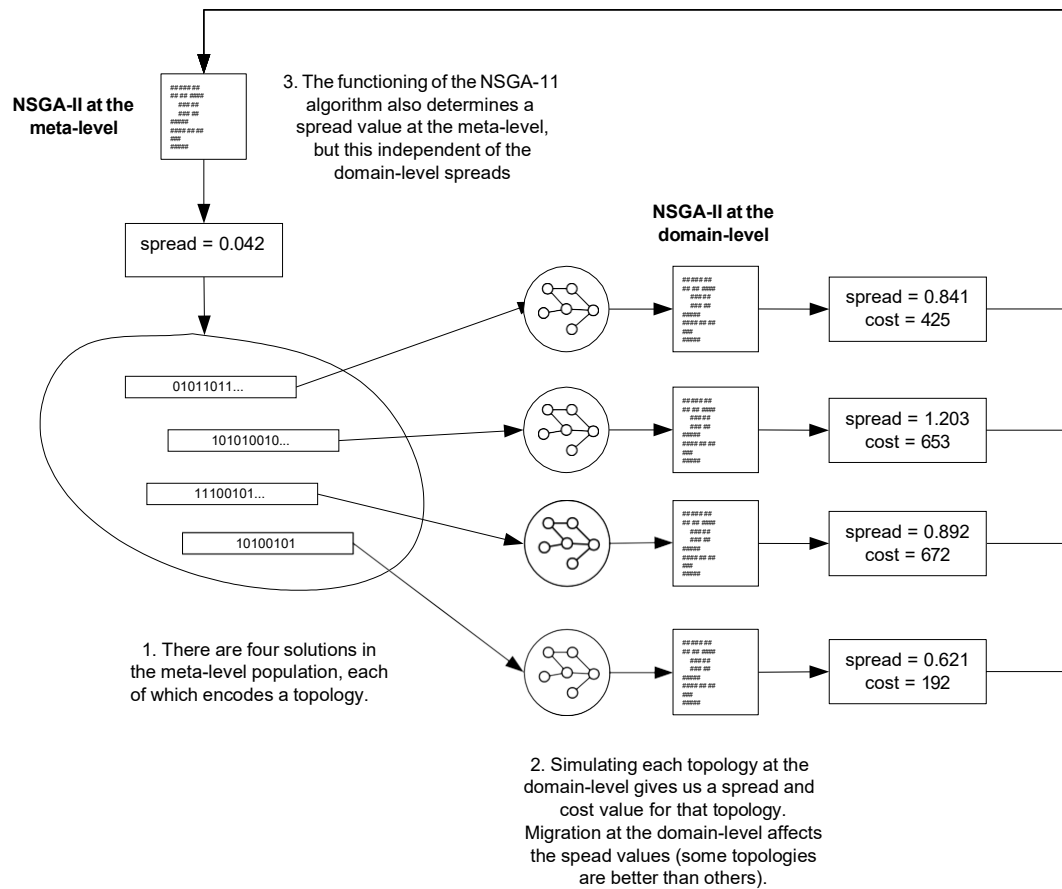 NSGA-II at the
meta-level
#######
## ## ####
#####
### ##
#####
#### ## ##
###
#####
3. The functioning of the NSGA-11
algorithm also determines a
spread value at the meta-level,
but this independent of the
domain-level spreads
spread = 0.042
NSGA-II at the
domain-level
01011011...
101010010...
11100101...
10100101
#######
## ## ####
#####
### ##
#####
#### ## ##
###
#####
spread = 0.841
cost = 425
#######
## ## ####
#####
### ##
#####
#### ## ##
###
#####
spread = 1.203
cost = 653
#######
## ## ####
#####
### ##
#####
#### ## ##
###
#####
spread = 0.892
cost = 672
#######
## ## ####
#####
### ##
#####
#### ## ##
###
#####
spread = 0.621
cost = 192
1. There are four solutions in
the meta-level population, each
of which encodes a topology.
2. Simulating each topology at the
domain-level gives us a spread and
cost value for that topology.
Migration at the domain-level affects
the spead values (some topologies
are better than others).